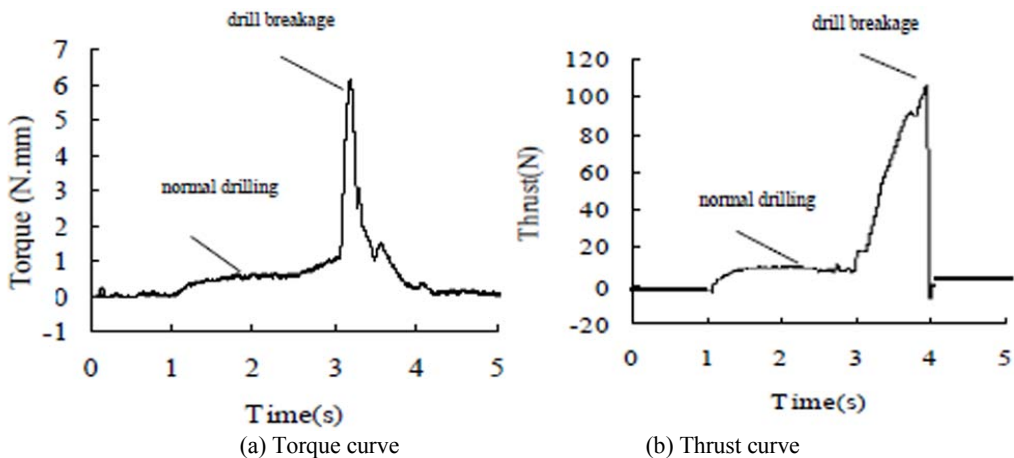 drill breakage
7
6
5
4
3
2
1
0
-1
Torque (N.mm)
normal drilling
0 1 2 3 4 5
Time(s)
(a) Torque curve
drill breakage
120
100
80
60
40
20
0
-20
Thrust(N)
normal drilling
0 1 2 3 4 5
Time(s)
(b) Thrust curve